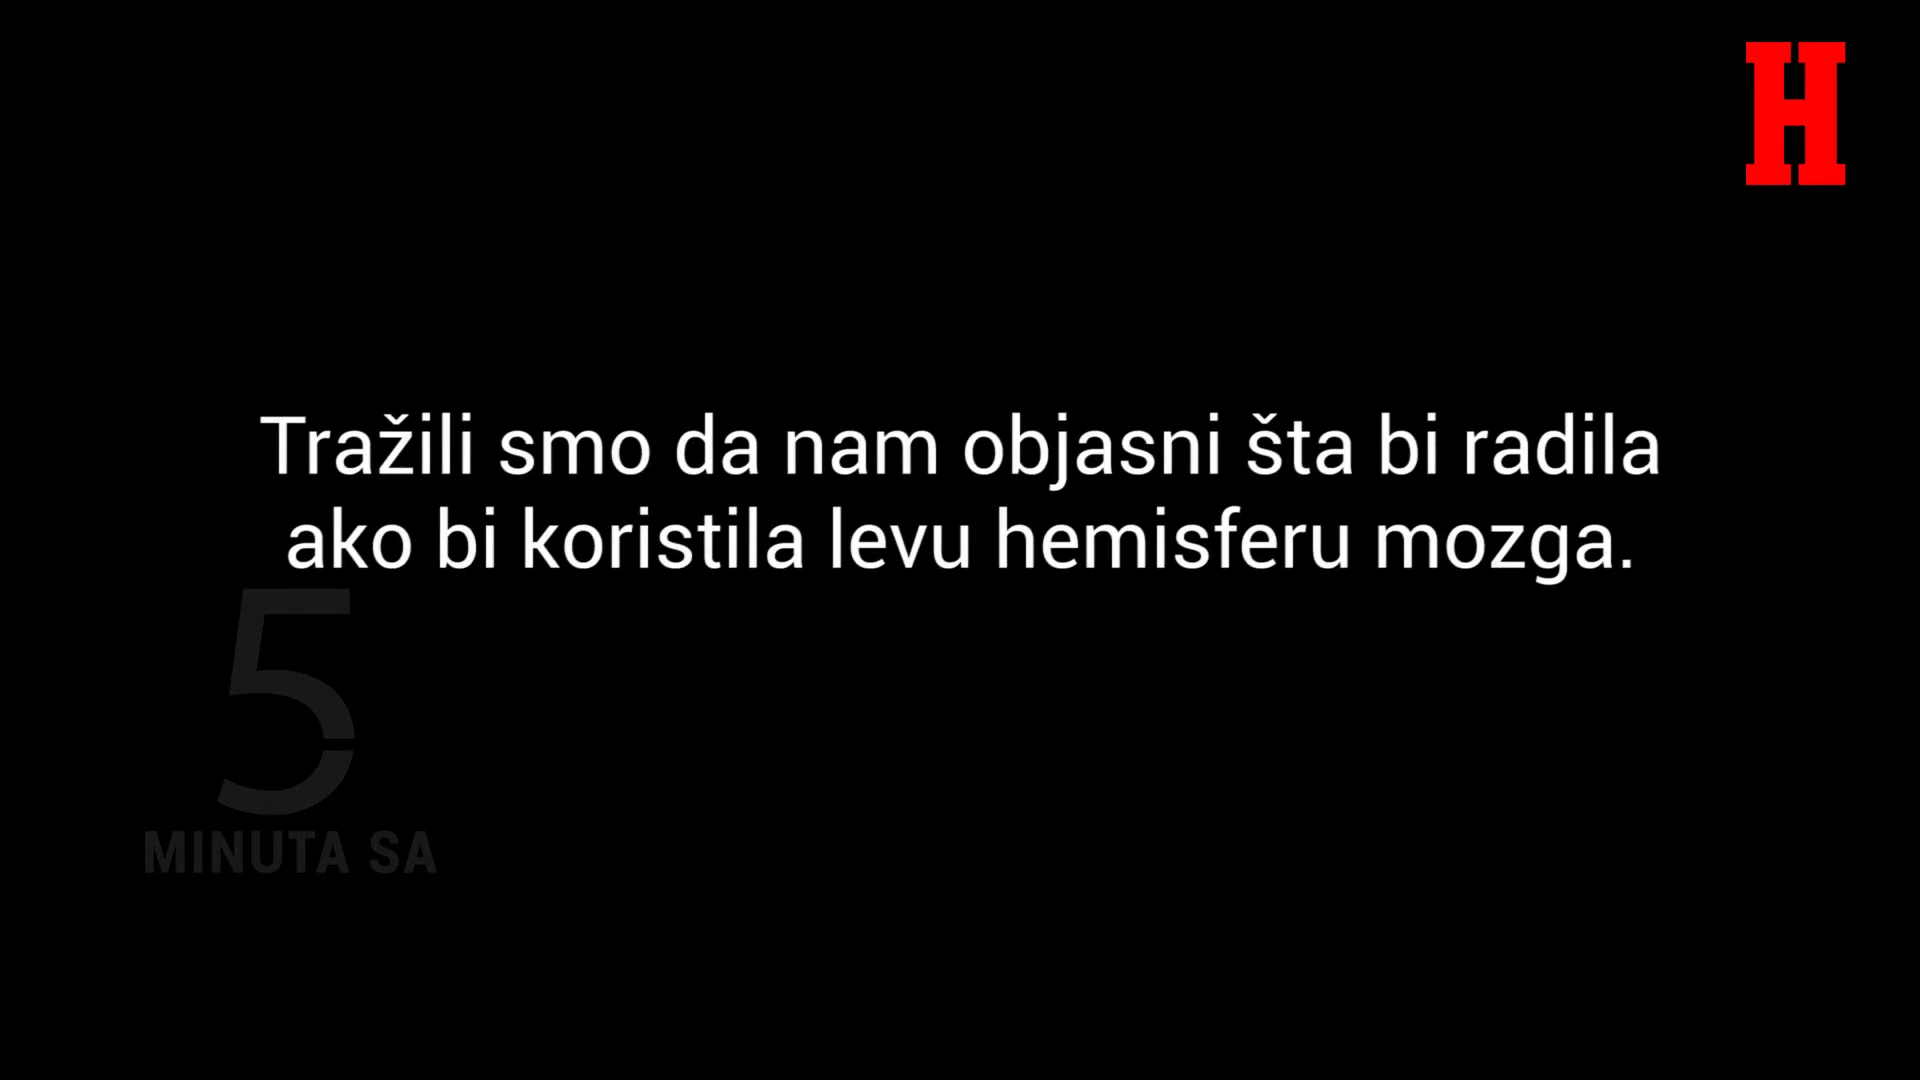 H
Tražili smo da nam objasni šta bi radila
ako bi koristila levu hemisferu mozga.
5
MINUTA SA